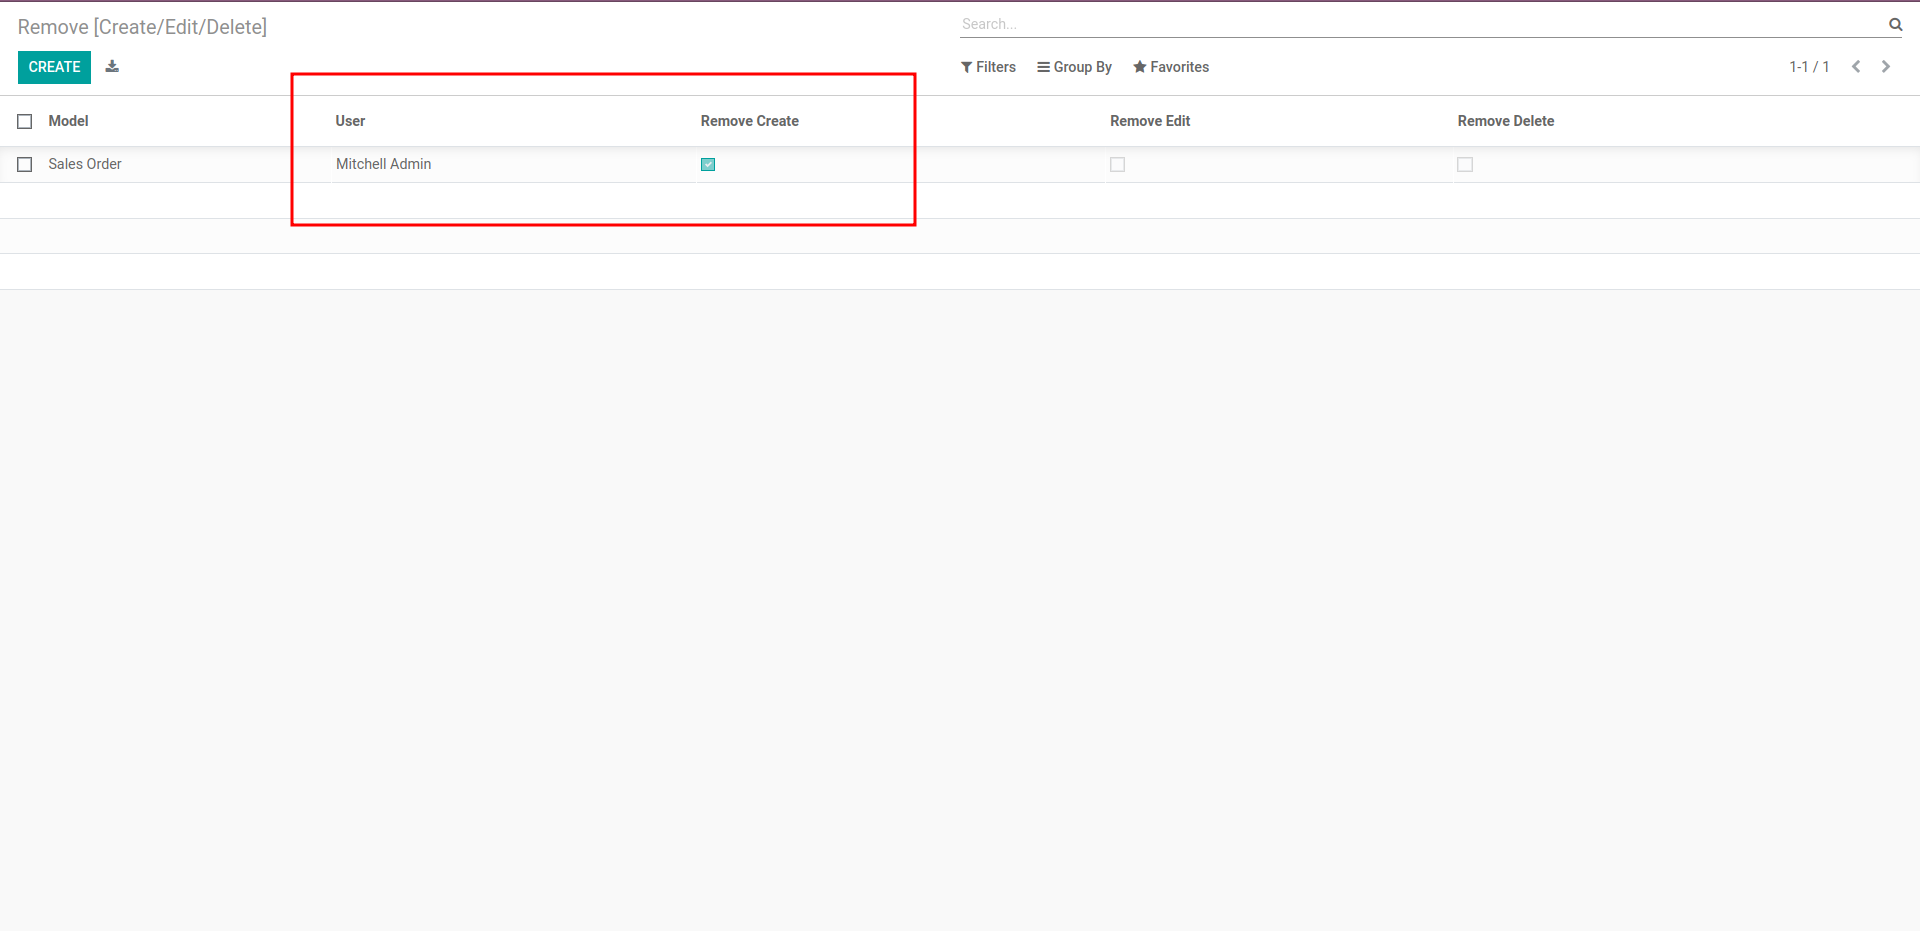 Remove [Create/Edit/Delete]
Search...
CREATE
Filters Group By Favorites 1-1 / 1
Model User Remove Create Remove Edit Remove Delete
Sales Order Mitchell Admin